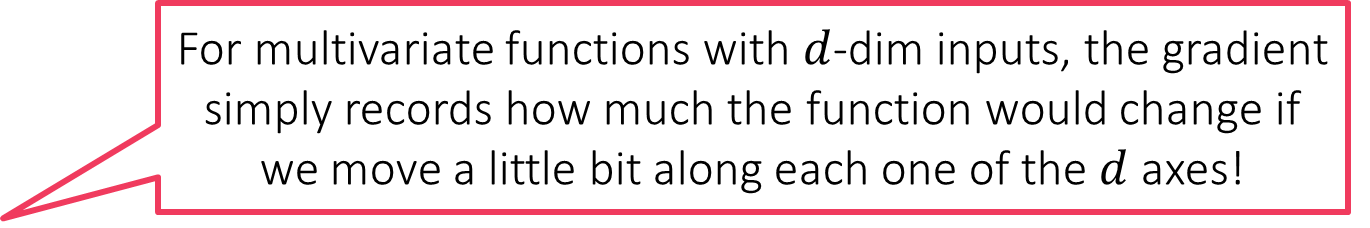 For multivariate functions with 𝒅-dim inputs, the gradient
simply records how much the function would change if
we move a little bit along each one of the 𝒅 axes!